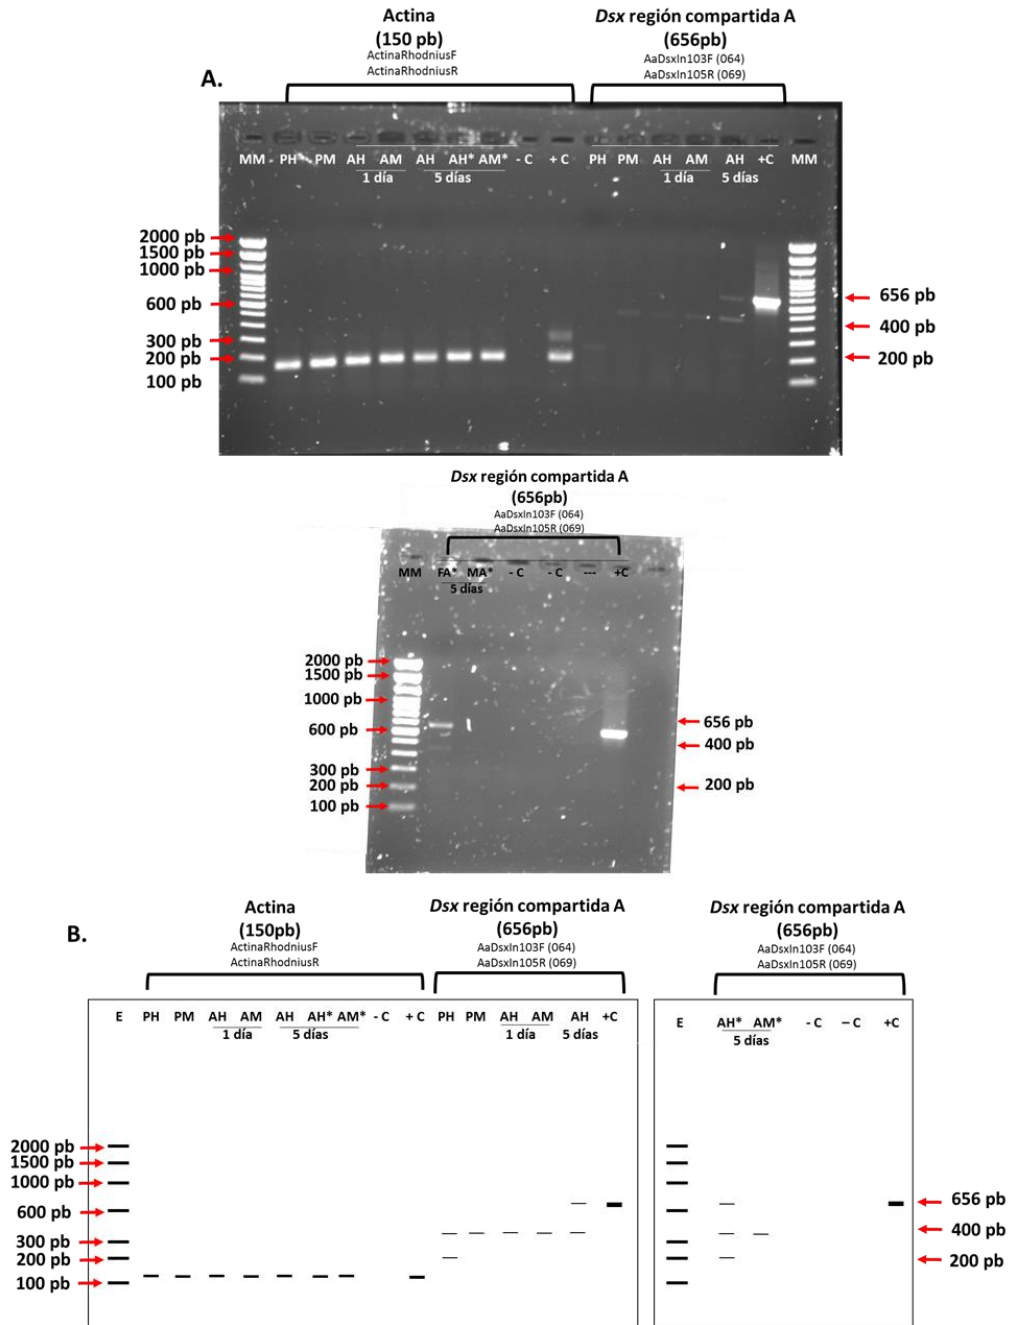 A.
Actina
(150 pb)
ActinaRhodniusF
ActinaRhodniusR
Dsx región compartida A
(656pb)
AaDsxIn103F (064)
AaDsxIn105R (069)
MM PH PM AH AM AH AH* AM* - C + C PH PM AH AM AH +C MM
1 día 5 días 1 día 5 días
2000 pb
1500 pb
1000 pb
600 pb
300 pb
200 pb
100 pb
656 pb
400 pb
200 pb
Dsx región compartida A
(656pb)
AaDsxIn103F (064)
AaDsxIn105R (069)
MM FA* MA* - C - C --- +C
5 días
2000 pb
1500 pb
1000 pb
600 pb
300 pb
200 pb
100 pb
656 pb
400 pb
200 pb
B.
Actina
(150pb)
ActinaRhodniusF
ActinaRhodniusR
Dsx región compartida A
(656pb)
AaDsxIn103F (064)
AaDsxIn105R (069)
Dsx región compartida A
(656pb)
AaDsxIn103F (064)
AaDsxIn105R (069)
E PH PM AH AM AH AH* AM* - C + C PH PM AH AM AH +C
1 día 5 días 1 día 5 días
E AH* AM* - C – C +C
5 días
2000 pb
1500 pb
1000 pb
600 pb
300 pb
200 pb
100 pb
656 pb
400 pb
200 pb